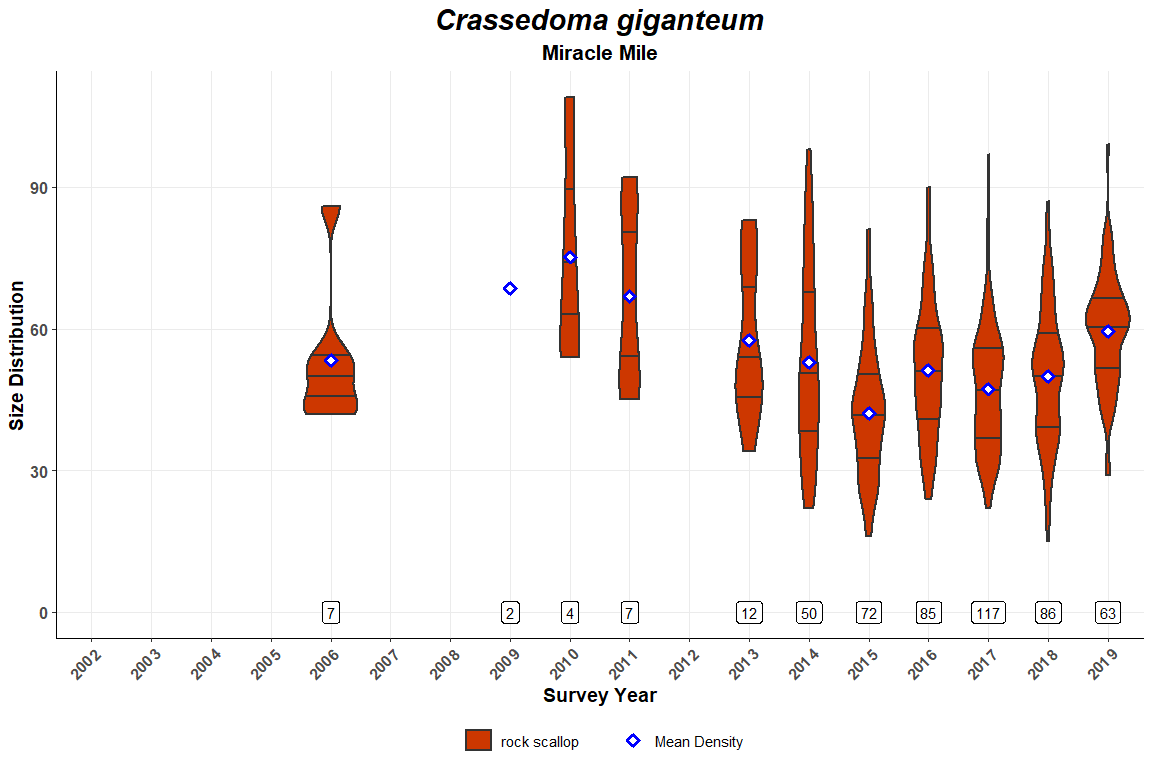 Crassedoma giganteum
Miracle Mile
Size Distribution
90
60
30
0
7 2 4 7 12 50 72 85 117 86 63
2002 2003 2004 2005 2006 2007 2008 2009 2010 2011 2012 2013 2014 2015 2016 2017 2018 2019
Survey Year
rock scallop Mean Density